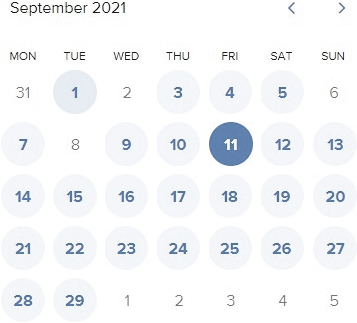 September 2021
MON TUE WED THU FRI SAT SUN
31 1 2 3 4 5 6
7 8 9 10 11 12 13
14 15 16 17 18 19 20
21 22 23 24 25 26 27
28 29 1 2 3 4 5